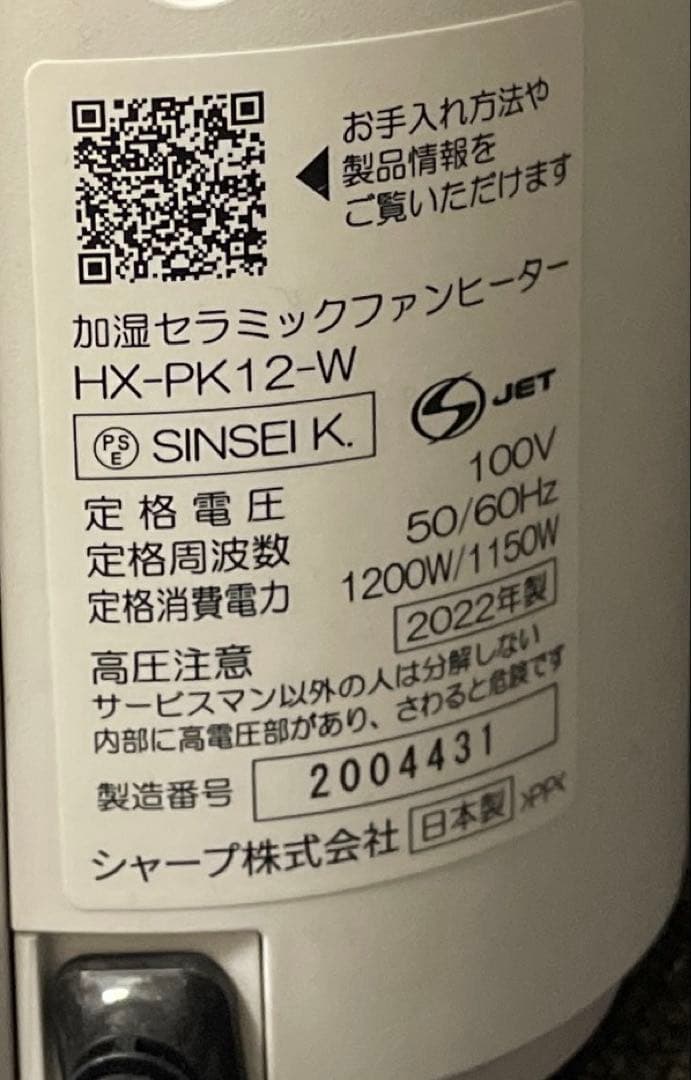 お手入れ方法や
製品情報を
ご覧いただけます
加湿セラミックファンヒーター
HX-PK12-W
PSE SINSEI K.
JET
定格電圧 100V
定格周波数 50/60Hz
定格消費電力 1200W/1150W
2022年製
高圧注意
サービスマン以外の人は分解しない
内部に高電圧部があり、さわると危険です
製造番号 2004431
シャープ株式会社 日本製 >PP<